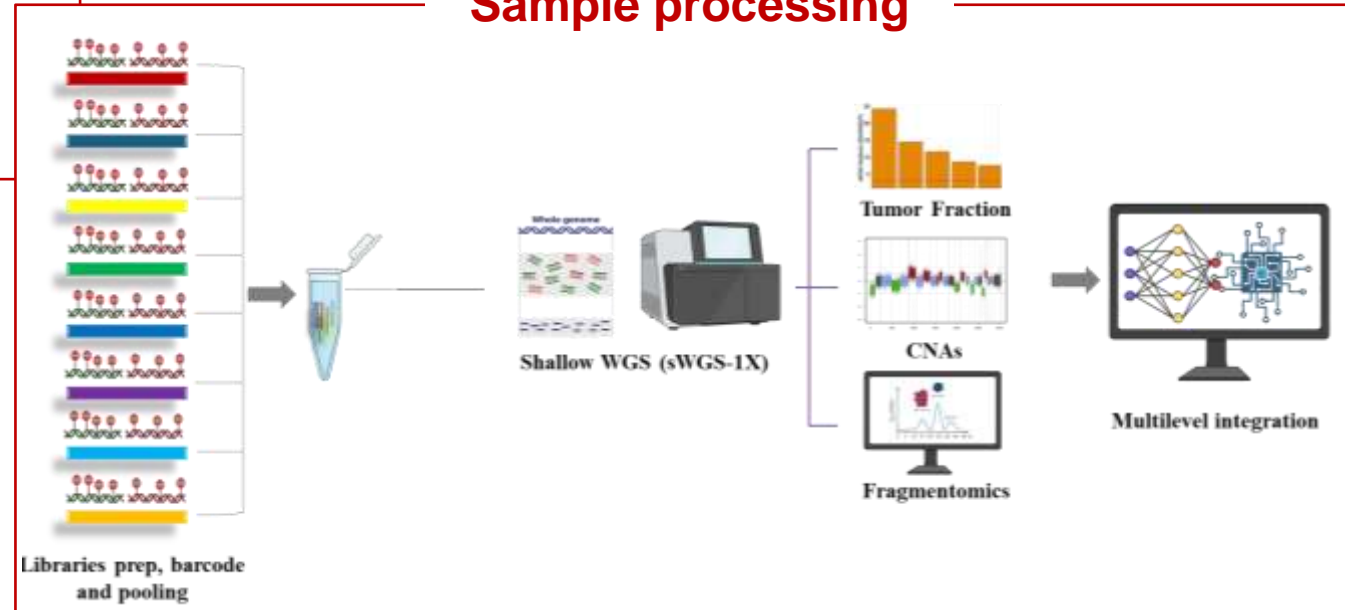 Sample processing
Whole genome
Shallow WGS (sWGS-1X)
Tumor Fraction
CNAs
Fragmentomics
Multilevel integration
Libraries prep, barcode
and pooling